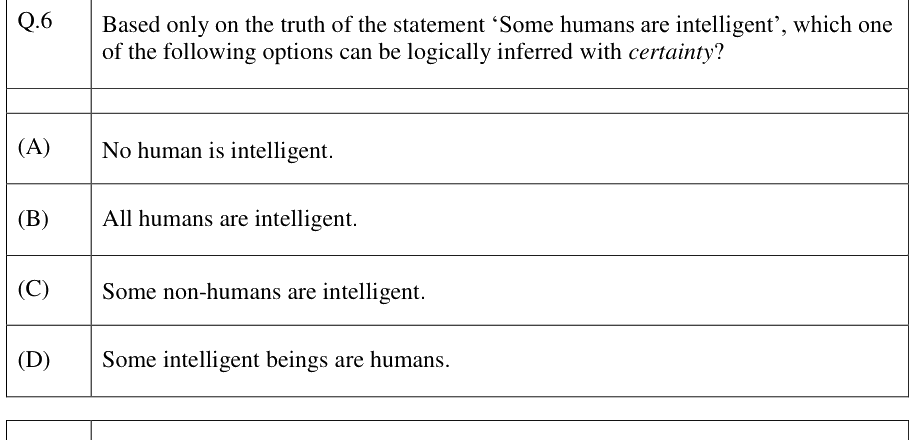 Q.6
Based only on the truth of the statement ‘Some humans are intelligent’, which one
of the following options can be logically inferred with certainty?
(A)
No human is intelligent.
(B)
All humans are intelligent.
(C)
Some non-humans are intelligent.
(D)
Some intelligent beings are humans.